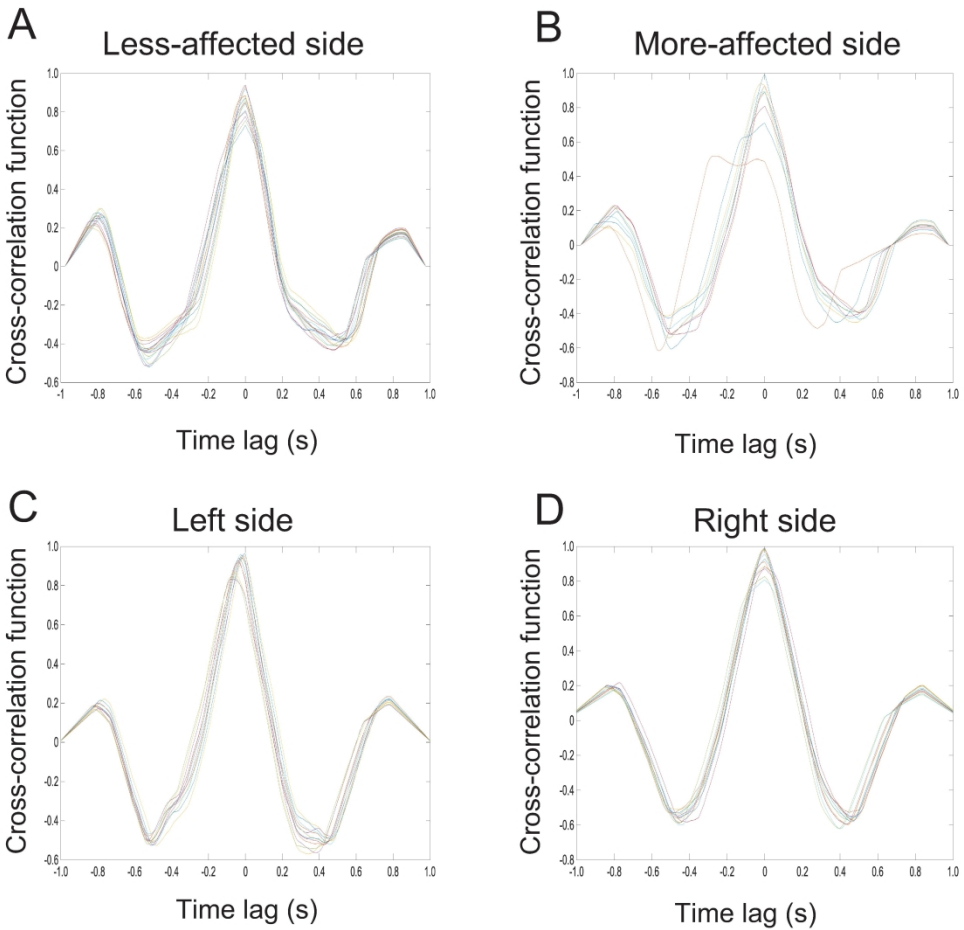 A
Less-affected side
Cross-correlation function
1.0
0.8
0.6
0.4
0.2
0
-0.2
-0.4
-0.6
-1 -0.8 -0.6 -0.4 -0.2 0 0.2 0.4 0.6 0.8 1.0
Time lag (s)
B
More-affected side
Cross-correlation function
1.0
0.8
0.6
0.4
0.2
0
-0.2
-0.4
-0.6
-0.8
-1 -0.8 -0.6 -0.4 -0.2 0 0.2 0.4 0.6 0.8 1.0
Time lag (s)
C
Left side
Cross-correlation function
1.0
0.8
0.6
0.4
0.2
0
-0.2
-0.4
-0.6
-1.0 -0.8 -0.6 -0.4 -0.2 0 0.2 0.4 0.6 0.8 1.0
Time lag (s)
D
Right side
Cross-correlation function
1.0
0.8
0.6
0.4
0.2
0
-0.2
-0.4
-0.6
-0.8
-1.0 -0.8 -0.6 -0.4 -0.2 0 0.2 0.4 0.6 0.8 1.0
Time lag (s)